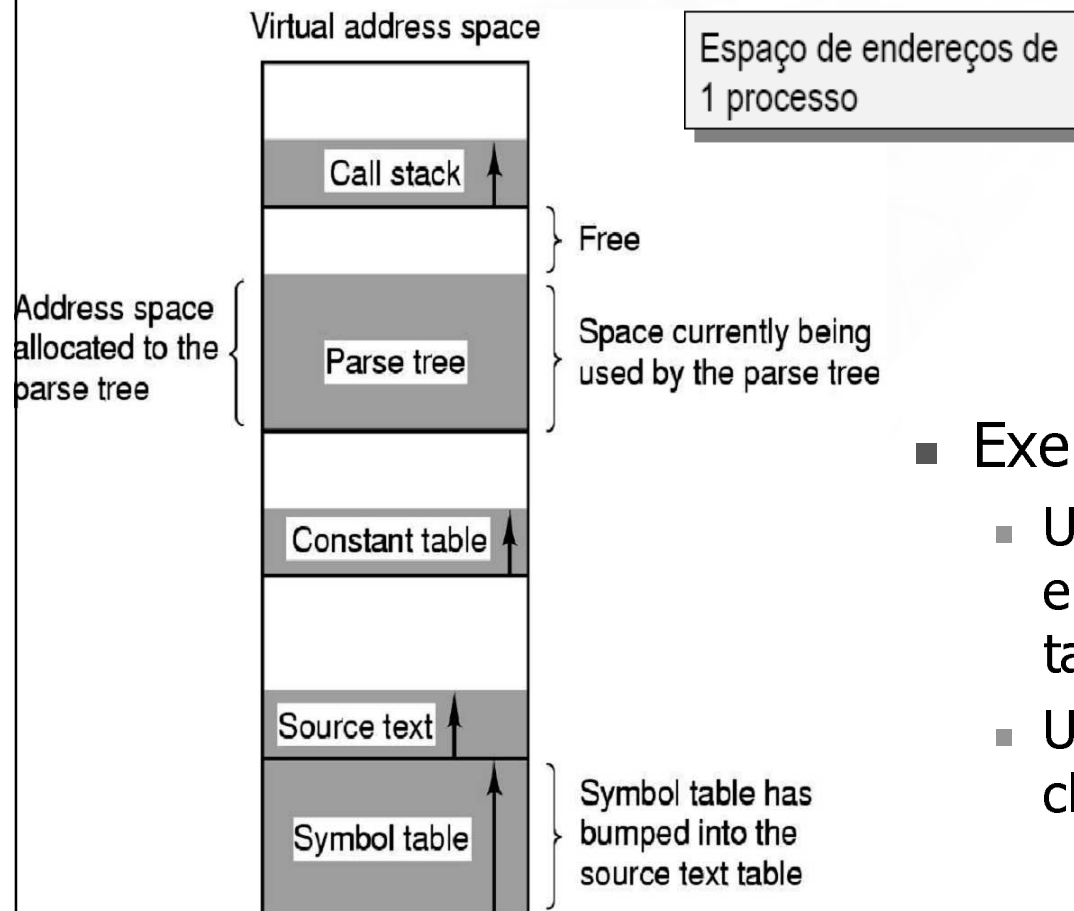 Virtual address space
Espaço de endereços de
1 processo
Call stack
Free
Address space
allocated to the
parse tree
Parse tree
Space currently being
used by the parse tree
Constant table
Source text
Symbol table
Symbol table has
bumped into the
source text table
Exe
U
e
ta
U